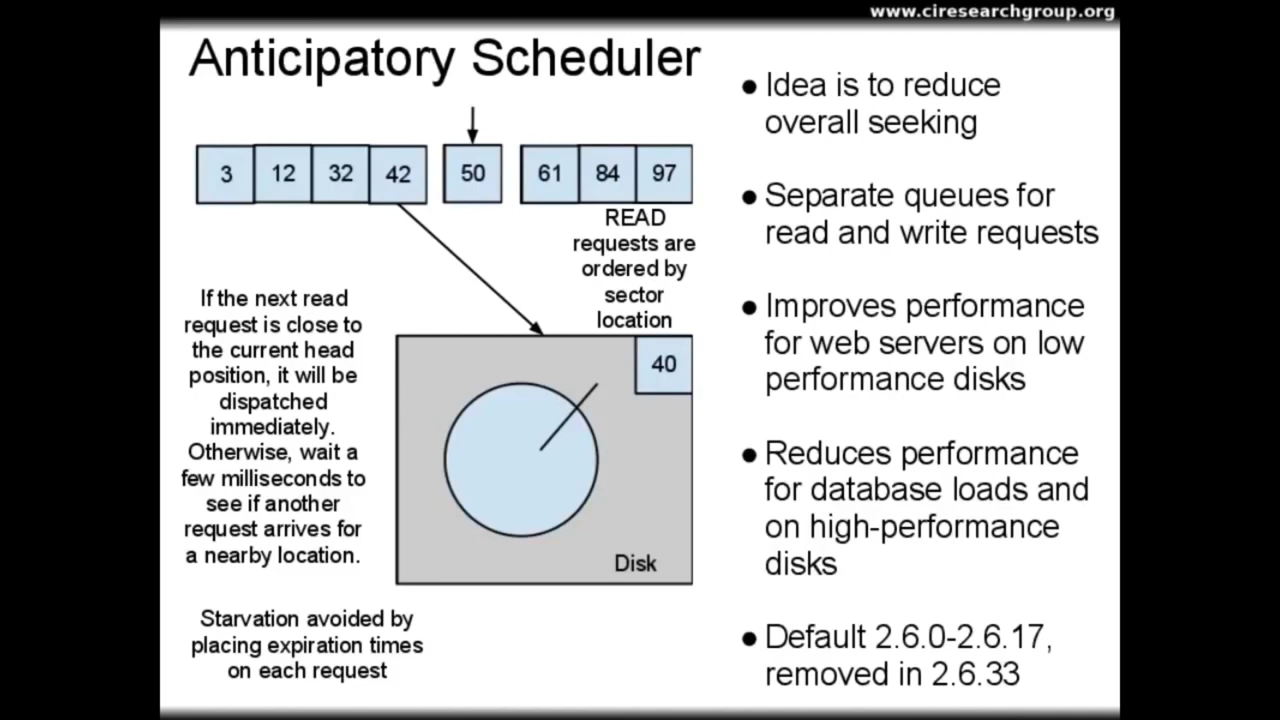 www.ciresearchgroup.org
Anticipatory Scheduler
3 12 32 42 50 61 84 97
READ
requests are
ordered by
sector
location
If the next read
request is close to
the current head
position, it will be
dispatched
immediately.
Otherwise, wait a
few milliseconds to
see if another
request arrives for
a nearby location.
40
Disk
Starvation avoided by
placing expiration times
on each request
● Idea is to reduce
overall seeking
● Separate queues for
read and write requests
● Improves performance
for web servers on low
performance disks
● Reduces performance
for database loads and
on high-performance
disks
● Default 2.6.0-2.6.17,
removed in 2.6.33